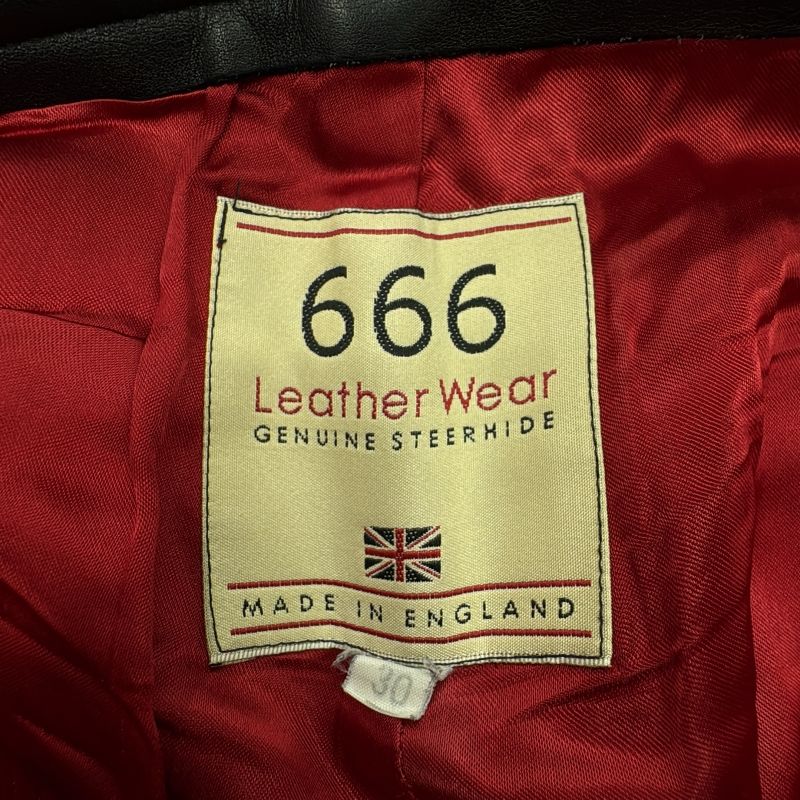 666
Leather Wear
GENUINE STEERHIDE
MADE IN ENGLAND
30